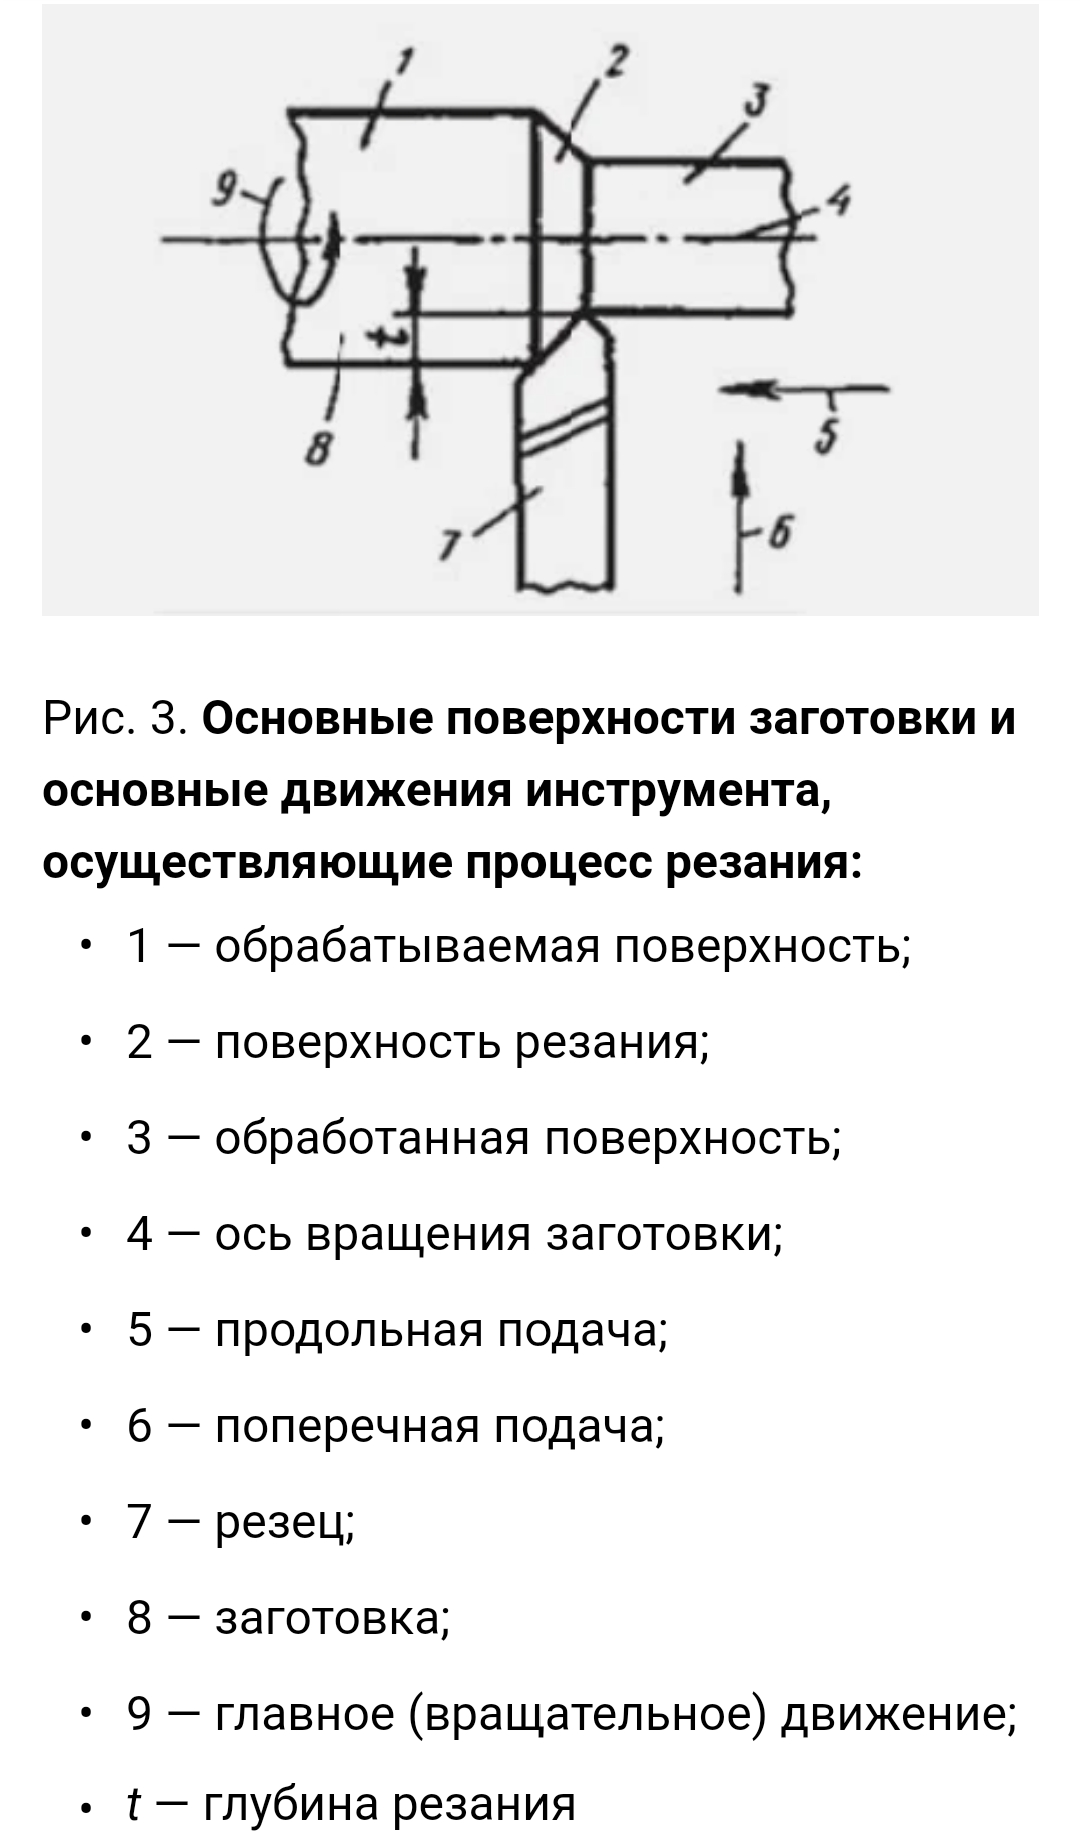 1
2
3
9
4
t
5
8
6
7
Рис. 3. Основные поверхности заготовки и
основные движения инструмента,
осуществляющие процесс резания:
• 1 — обрабатываемая поверхность;
• 2 — поверхность резания;
• 3 — обработанная поверхность;
• 4 — ось вращения заготовки;
• 5 — продольная подача;
• 6 — поперечная подача;
• 7 — резец;
• 8 — заготовка;
• 9 — главное (вращательное) движение;
• t — глубина резания